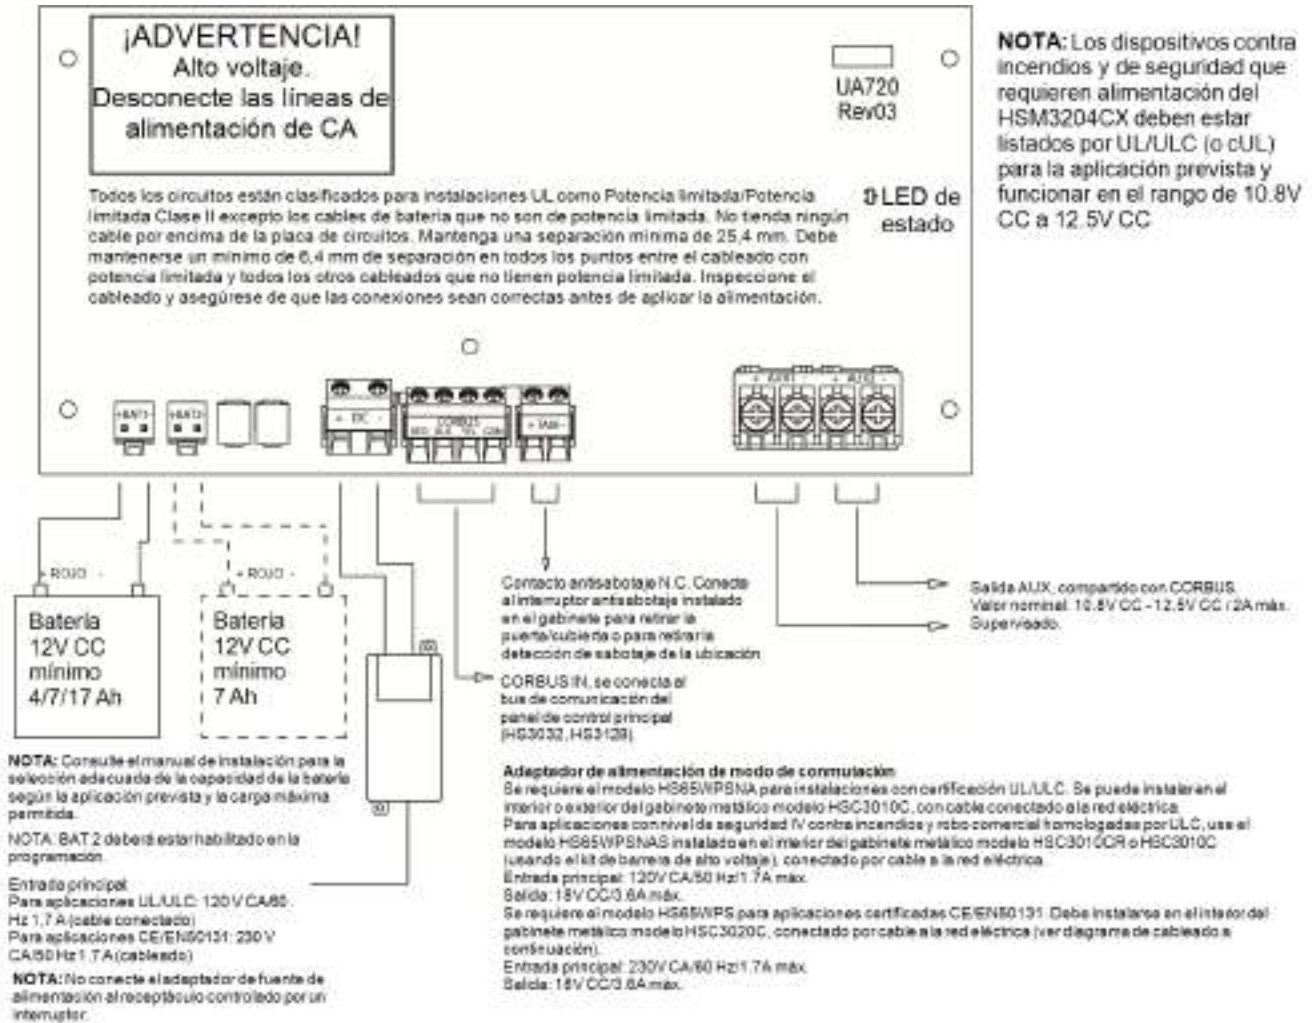 ¡ADVERTENCIA!
Alto voltaje.
Desconecte las líneas de
alimentación de CA
UA720
Rev03
NOTA: Los dispositivos contra
incendios y de seguridad que
requieren alimentación del
HSM3204CX deben estar
listados por UL/ULC (o cUL)
para la aplicación prevista y
funcionar en el rango de 10.8V
CC a 12.5V CC
Todos los circuitos están clasificados para instalaciones UL como Potencia limitada/Potencia
limitada Clase II excepto los cables de batería que no son de potencia limitada. No tienda ningún
cable por encima de la placa de circuitos. Mantenga una separación mínima de 25,4 mm. Debe
mantenerse un mínimo de 6,4 mm de separación en todos los puntos entre el cableado con
potencia limitada y todos los otros cableados que no tienen potencia limitada. Inspeccione el
cableado y asegúrese de que las conexiones sean correctas antes de aplicar la alimentación.
LED de
estado
+BAT1-
+BAT2-
+ DC -
CORBUS
RED BLK YEL GRN
+ TAM -
+ AUX1 - + AUX2 -
+ ROJO -
Batería
12V CC
mínimo
4/7/17 Ah
+ ROJO -
Batería
12V CC
mínimo
7 Ah
Contacto antisabotaje N.C. Conecte
al interruptor antisabotaje instalado
en el gabinete para retirar la
puerta/cubierta o para retirar la
detección de sabotaje de la ubicación
CORBUS IN, se conecta al
bus de comunicación del
panel de control principal
(HS3032, HS3128)
Salida AUX, compartido con CORBUS.
Valor nominal: 10.8V CC - 12.5V CC / 2A máx.
Supervisado.
NOTA: Consulte el manual de instalación para la
selección adecuada de la capacidad de la batería
según la aplicación prevista y la carga máxima
permitida.
NOTA: BAT 2 deberá estar habilitado en la
programación.
Entrada principal
Para aplicaciones UL/ULC: 120 V CA/60
Hz 1,7 A (cable conectado)
Para aplicaciones CE/EN50131: 230 V
CA/50 Hz 1.7A (cableado)
NOTA: No conecte el adaptador de fuente de
alimentación al receptáculo controlado por un
interruptor.
Adaptador de alimentación de modo de conmutación
Se requiere el modelo HS65WPSNA para instalaciones con certificación UL/ULC. Se puede instalar en el
interior o exterior del gabinete metálico modelo HSC3010C, con cable conectado a la red eléctrica.
Para aplicaciones con nivel de seguridad IV contra incendios y robo comercial homologadas por ULC, use el
modelo HS65WPSNAS instalado en el interior del gabinete metálico modelo HSC3010CR o HSC3010C
(usando el kit de barrera de alto voltaje), conectado por cable a la red eléctrica.
Entrada principal: 120V CA/60 Hz/1.7A máx.
Salida: 18V CC/3.6A máx.
Se requiere el modelo HS65WPS para aplicaciones certificadas CE/EN50131. Debe instalarse en el interior del
gabinete metálico modelo HSC3020C, conectado por cable a la red eléctrica (ver diagrama de cableado a
continuación).
Entrada principal: 230V CA/60 Hz/1.7A máx.
Salida: 18V CC/3.6A máx.